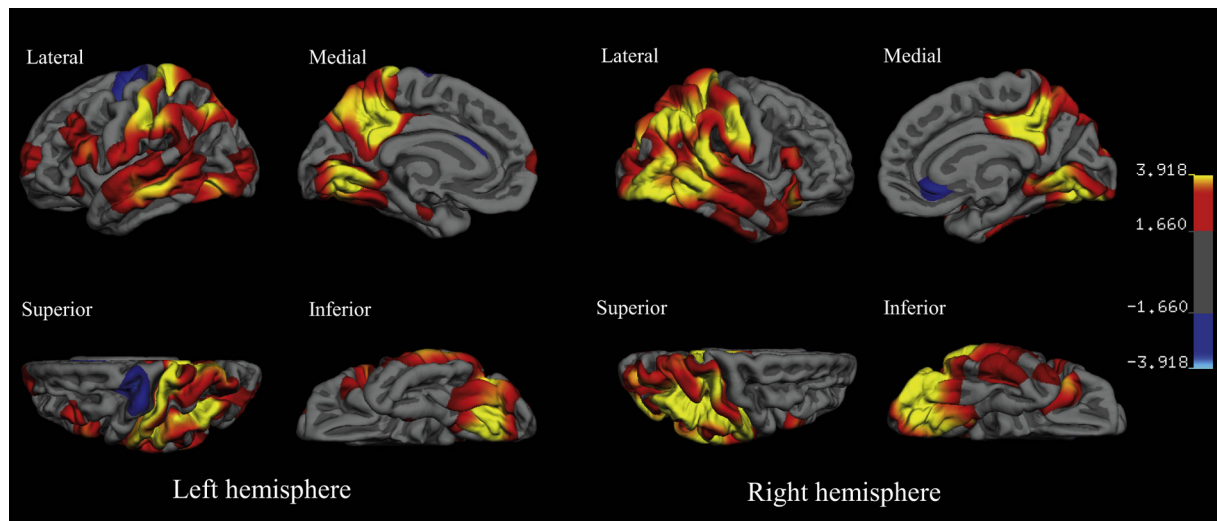 Lateral
Medial
Lateral
Medial
3.918
1.660
-1.660
-3.918
Superior
Inferior
Superior
Inferior
Left hemisphere
Right hemisphere